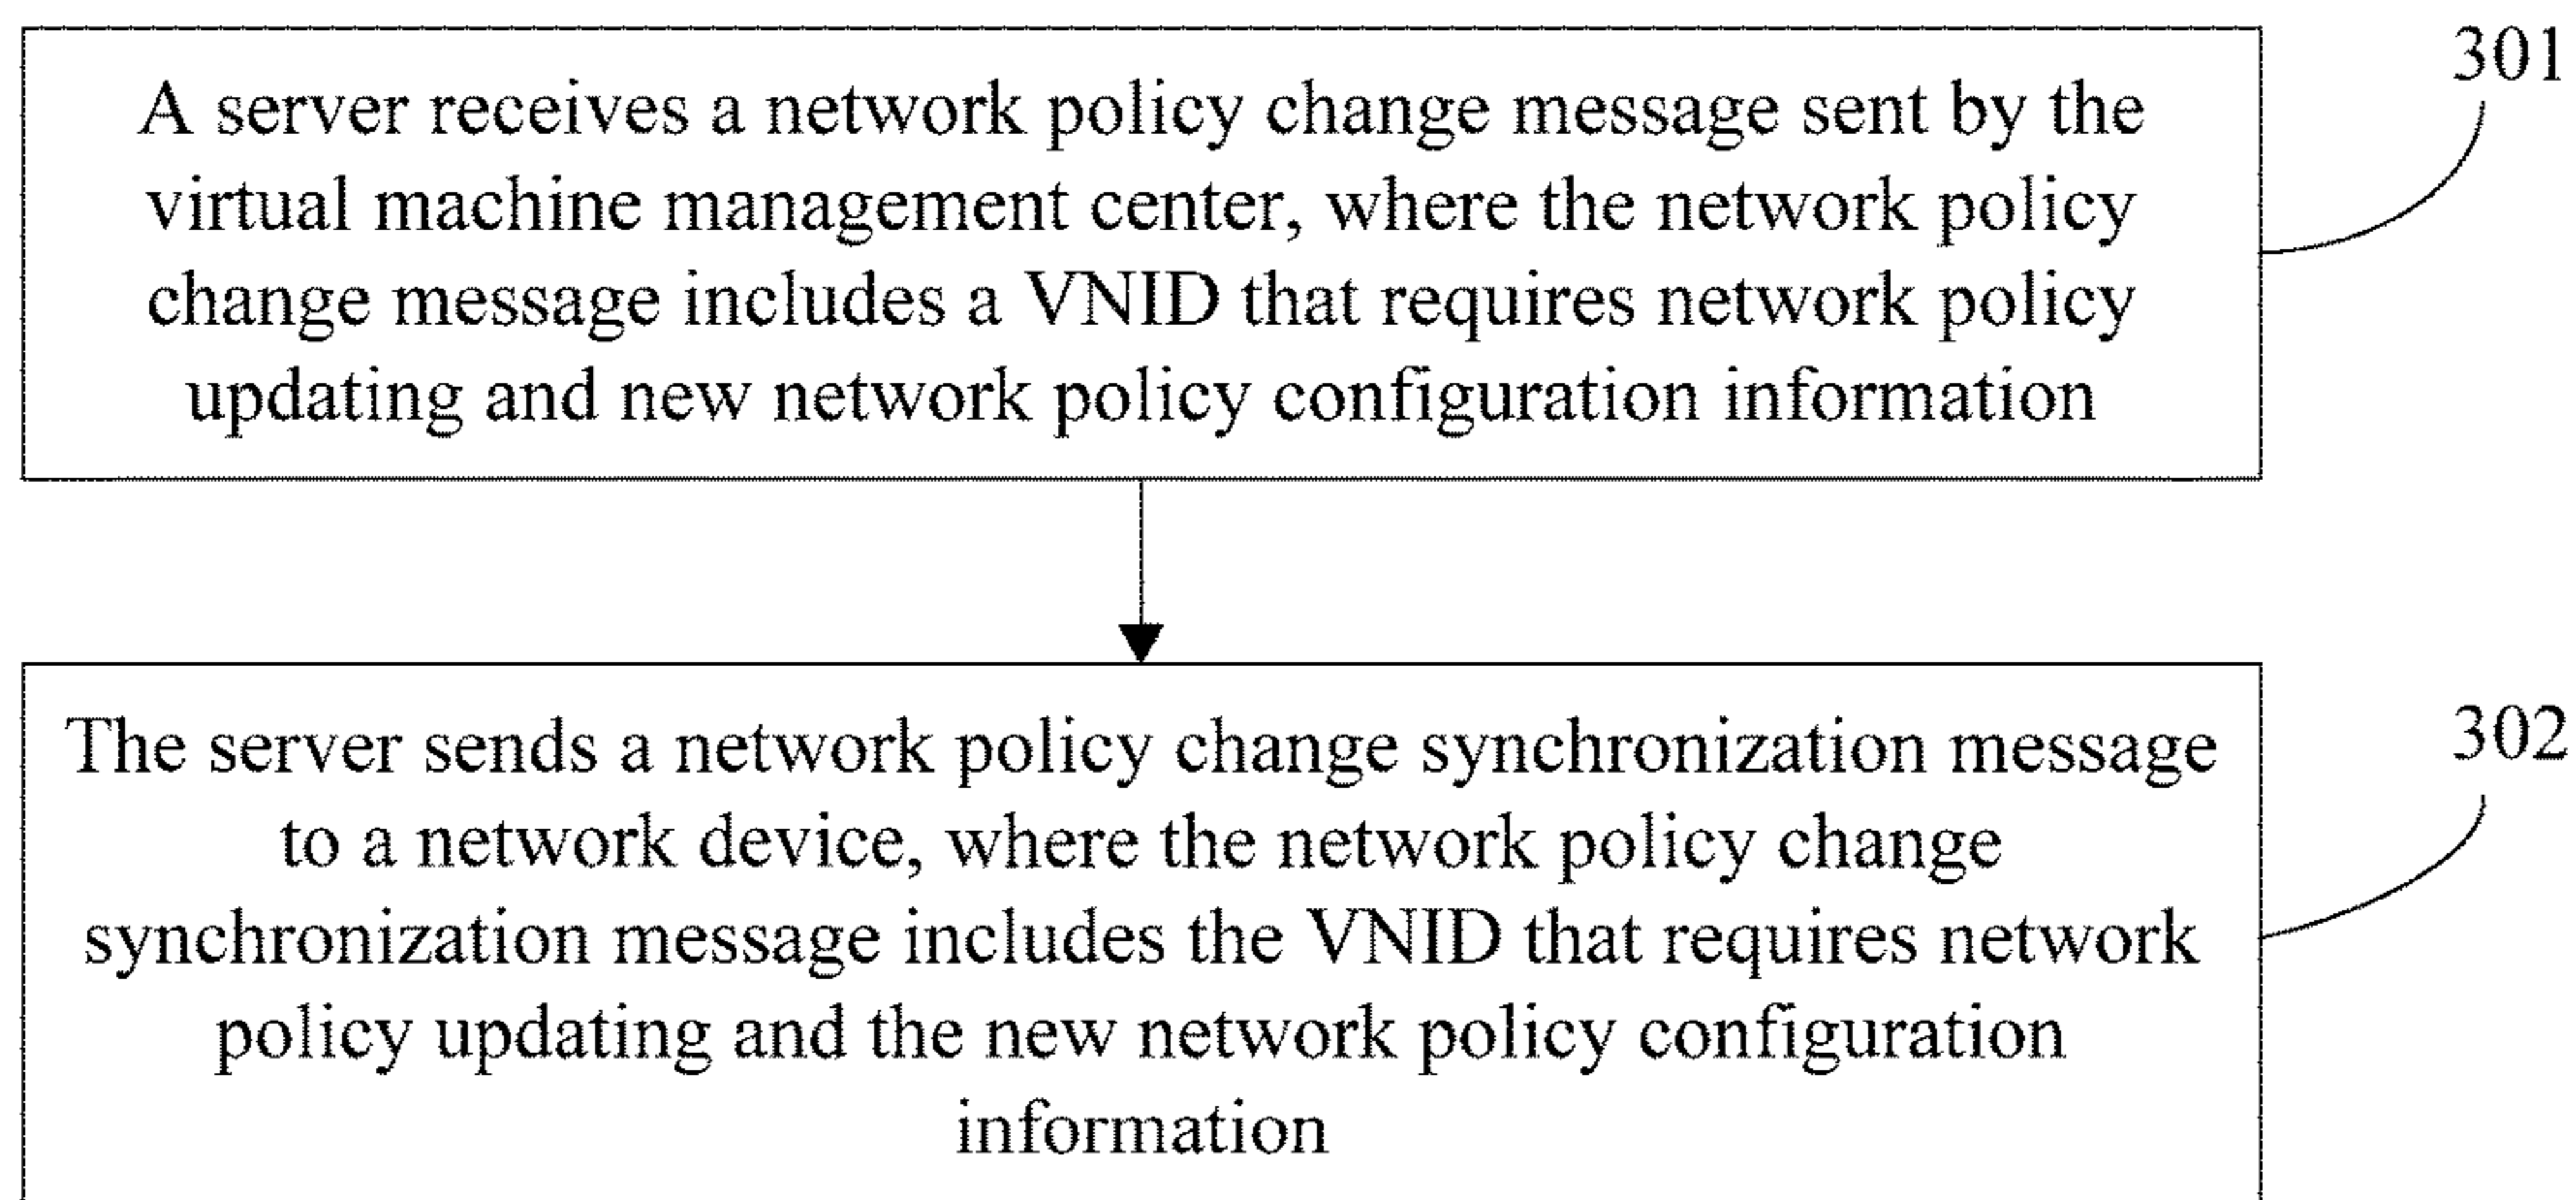 301
A server receives a network policy change message sent by the
virtual machine management center, where the network policy
change message includes a VNID that requires network policy
updating and new network policy configuration information
302
The server sends a network policy change synchronization message
to a network device, where the network policy change
synchronization message includes the VNID that requires network
policy updating and the new network policy configuration
information